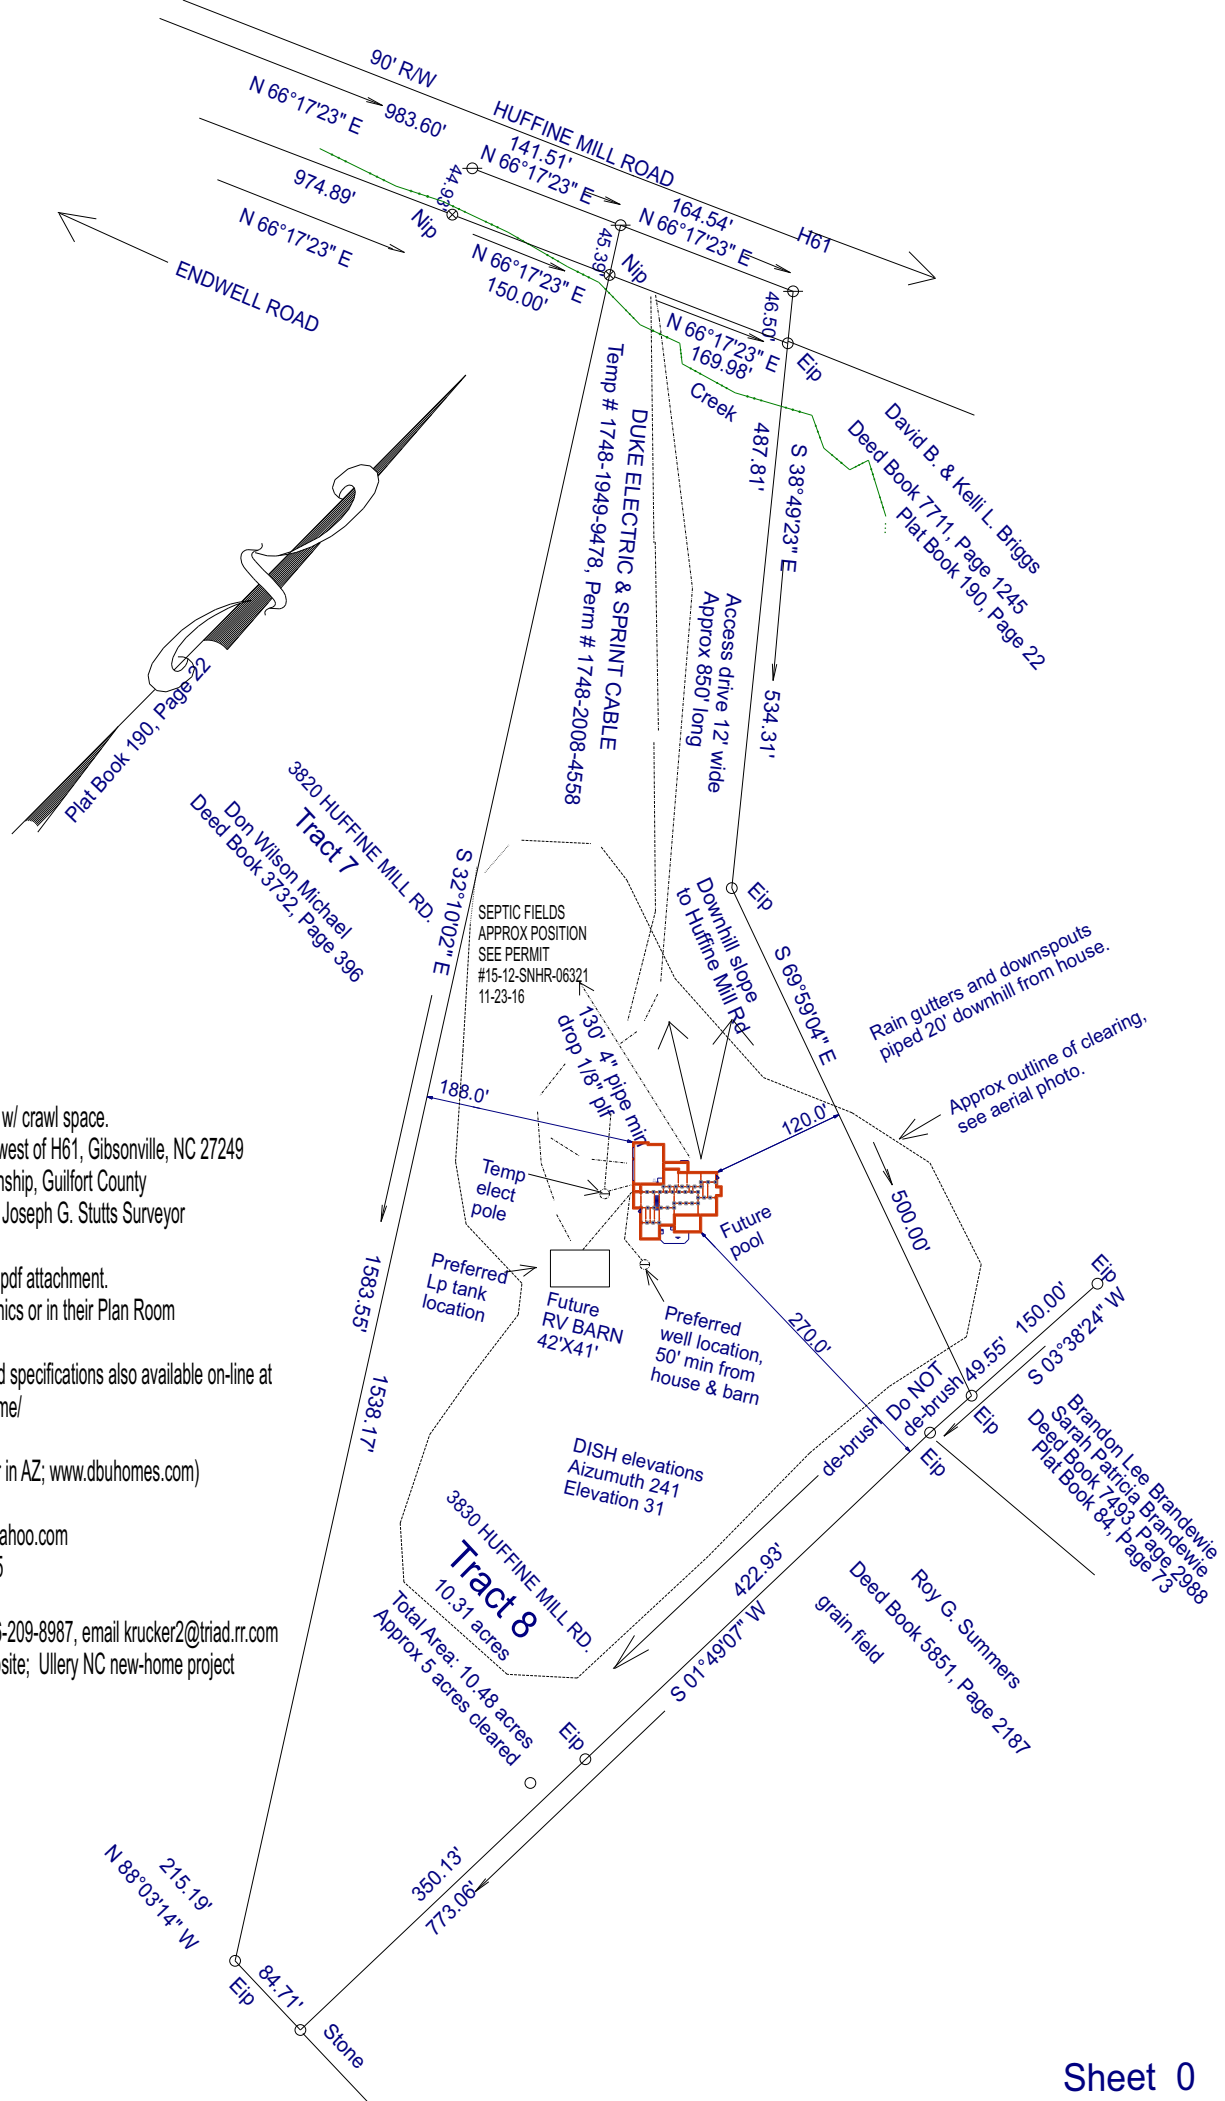 90' R/W
HUFFINE MILL ROAD
N 66°17'23" E
983.60'
141.51'
N 66°17'23" E
164.54'
N 66°17'23" E
H61
974.89'
N 66°17'23" E
44.93'
Nip
45.39'
Nip
N 66°17'23" E
150.00'
46.50'
N 66°17'23" E
169.98'
Eip
ENDWELL ROAD
Creek
David B. & Kelli L. Briggs
Deed Book 7711, Page 1245
Plat Book 190, Page 22
487.81'
S 38°49'23" E
534.31'
DUKE ELECTRIC & SPRINT CABLE
Temp # 1748-1949-9478, Perm # 1748-2008-4558
Access drive 12' wide
Approx 850' long
Plat Book 190, Page 22
3820 HUFFINE MILL RD.
Tract 7
Don Wilson Michael
Deed Book 3732, Page 396
S 32°10'02" E
SEPTIC FIELDS
APPROX POSITION
SEE PERMIT
#15-12-SNHR-06321
11-23-16
Downhill slope
to Huffine Mill Rd
Eip
S 69°59'04" E
Rain gutters and downspouts
piped 20' downhill from house.
Approx outline of clearing,
see aerial photo.
130' 4" pipe min
drop 1/8" plf
188.0'
120.0'
w/ crawl space.
west of H61, Gibsonville, NC 27249
nship, Guilfort County
Joseph G. Stutts Surveyor
pdf attachment.
nics or in their Plan Room
d specifications also available on-line at
me/
r in AZ; www.dbuhomes.com)
ahoo.com
5
6-209-8987, email krucker2@triad.rr.com
osite; Ullery NC new-home project
Temp
elect
pole
Future
pool
500.00'
Preferred
Lp tank
location
Future
RV BARN
42'X41'
Preferred
well location,
50' min from
house & barn
270.0'
Eip
150.00'
S 03°38'24" W
49.55'
Do NOT
de-brush
de-brush
Eip
Eip
Brandon Lee Brandewie
Sarah Patricia Brandewie
Deed Book 7493, Page 2988
Plat Book 84, Page 73
1583.55'
1538.17'
DISH elevations
Aizumuth 241
Elevation 31
3830 HUFFINE MILL RD.
Tract 8
10.31 acres
Total Area: 10.48 acres
Approx 5 acres cleared
422.93'
S 01°49'07" W
Roy G. Summers
Deed Book 5851, Page 2187
grain field
Eip
350.13'
773.06'
215.19'
N 88°03'14" W
Eip
84.71'
Stone
Sheet 0